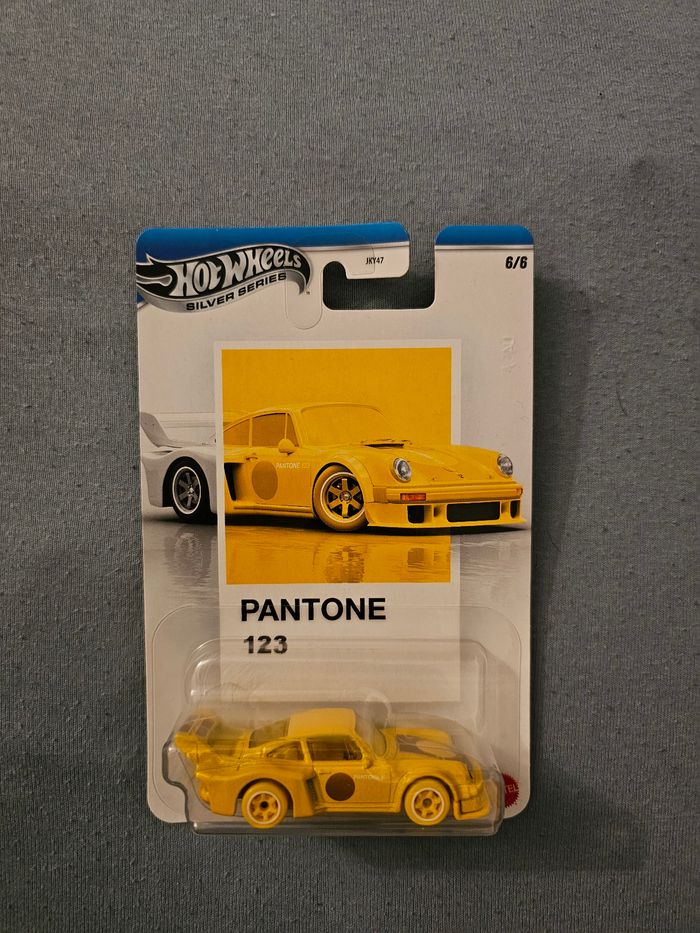 HOT WHEELS
SILVER SERIES
JKY47
6/6
PANTONE 123
PANTONE
123
PANTONE